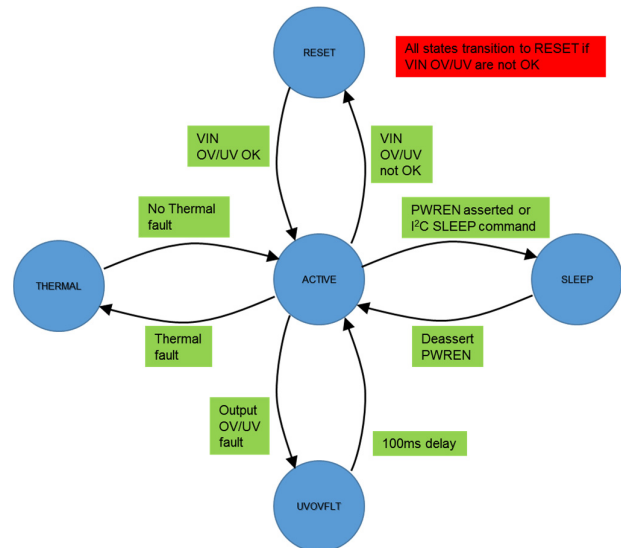 RESET
All states transition to RESET if
VIN OV/UV are not OK
VIN
OV/UV OK
VIN
OV/UV
not OK
No Thermal
fault
PWREN asserted or
I²C SLEEP command
THERMAL
ACTIVE
SLEEP
Thermal
fault
Deassert
PWREN
Output
OV/UV
fault
100ms delay
UVOVFLT